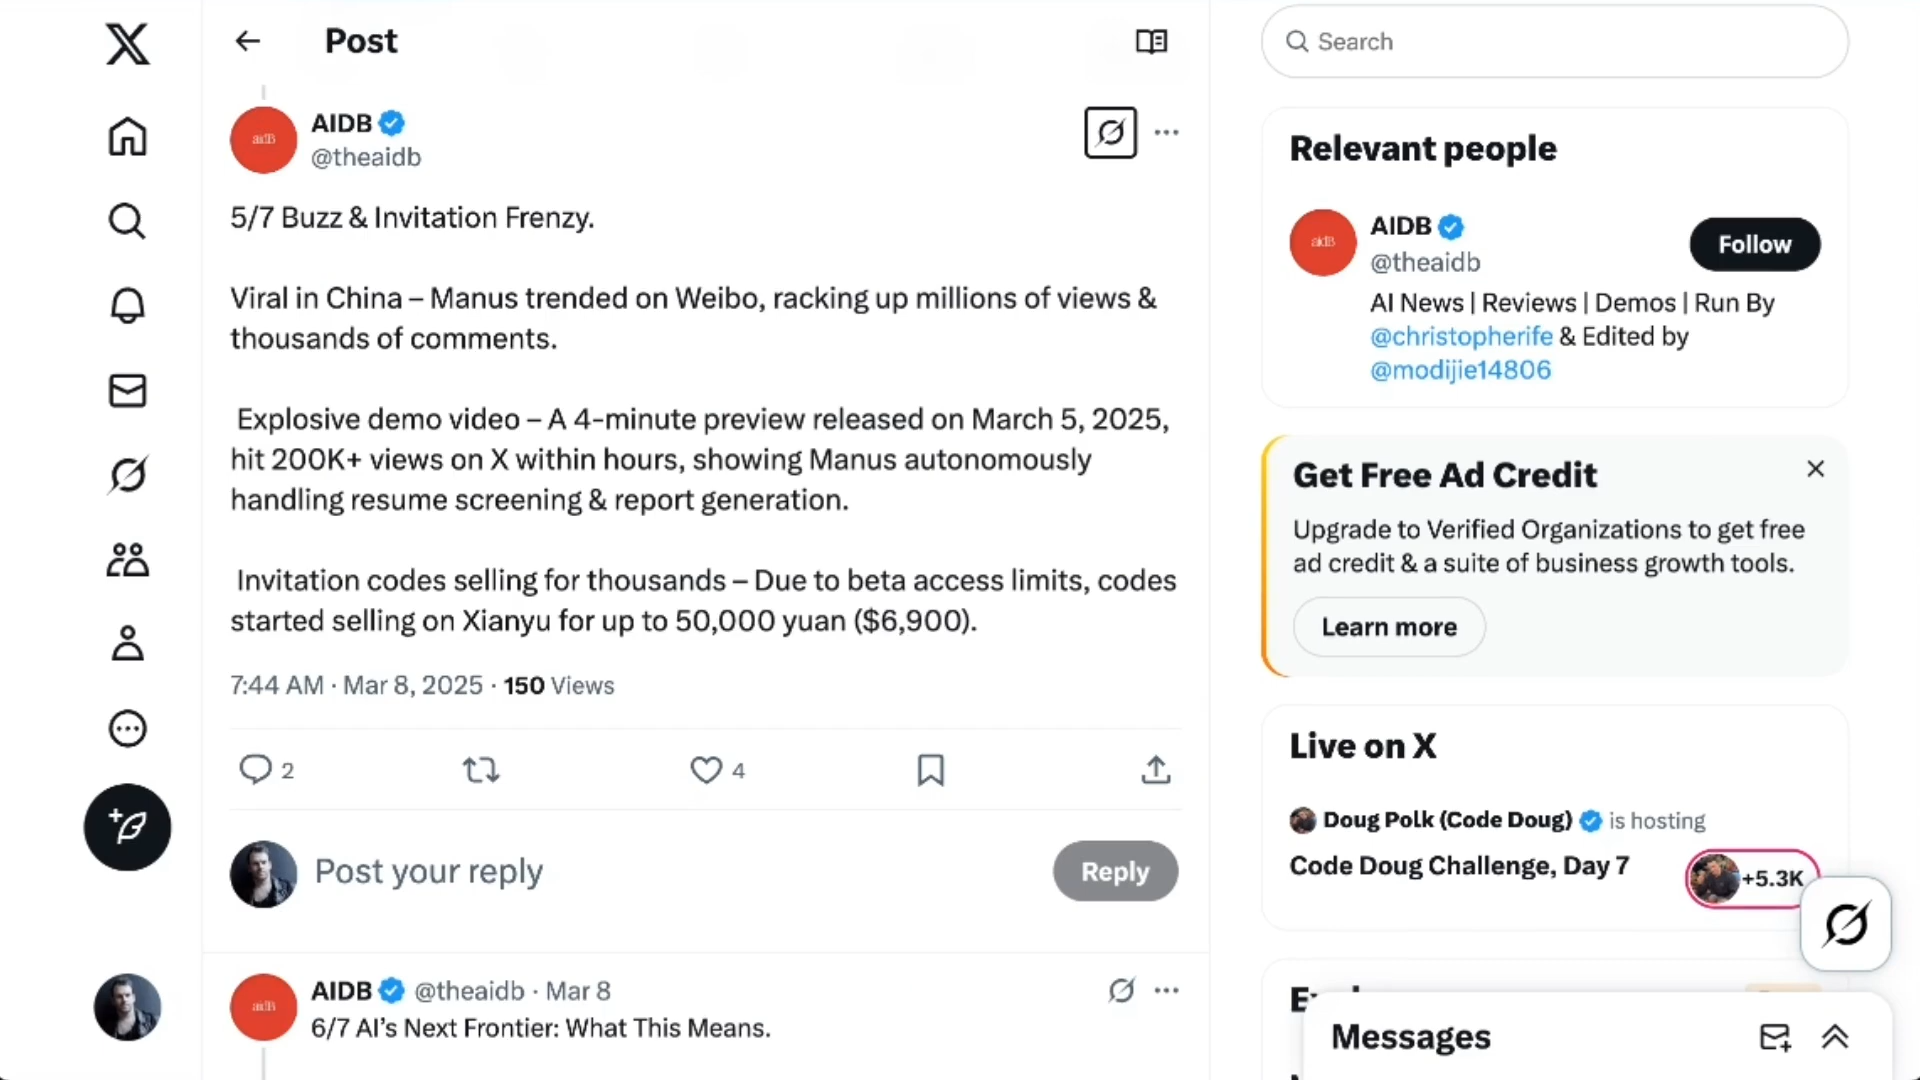 Post
Search
AIDB
@theaidb
5/7 Buzz & Invitation Frenzy.
Viral in China – Manus trended on Weibo, racking up millions of views &
thousands of comments.
Explosive demo video – A 4-minute preview released on March 5, 2025,
hit 200K+ views on X within hours, showing Manus autonomously
handling resume screening & report generation.
Invitation codes selling for thousands – Due to beta access limits, codes
started selling on Xianyu for up to 50,000 yuan ($6,900).
7:44 AM · Mar 8, 2025 · 150 Views
2
4
Post your reply
Reply
AIDB @theaidb · Mar 8
6/7 AI’s Next Frontier: What This Means.
Relevant people
AIDB
@theaidb
Follow
AI News | Reviews | Demos | Run By
@christopherife & Edited by
@modijie14806
Get Free Ad Credit
Upgrade to Verified Organizations to get free
ad credit & a suite of business growth tools.
Learn more
Live on X
Doug Polk (Code Doug) is hosting
Code Doug Challenge, Day 7
+5.3K
Messages